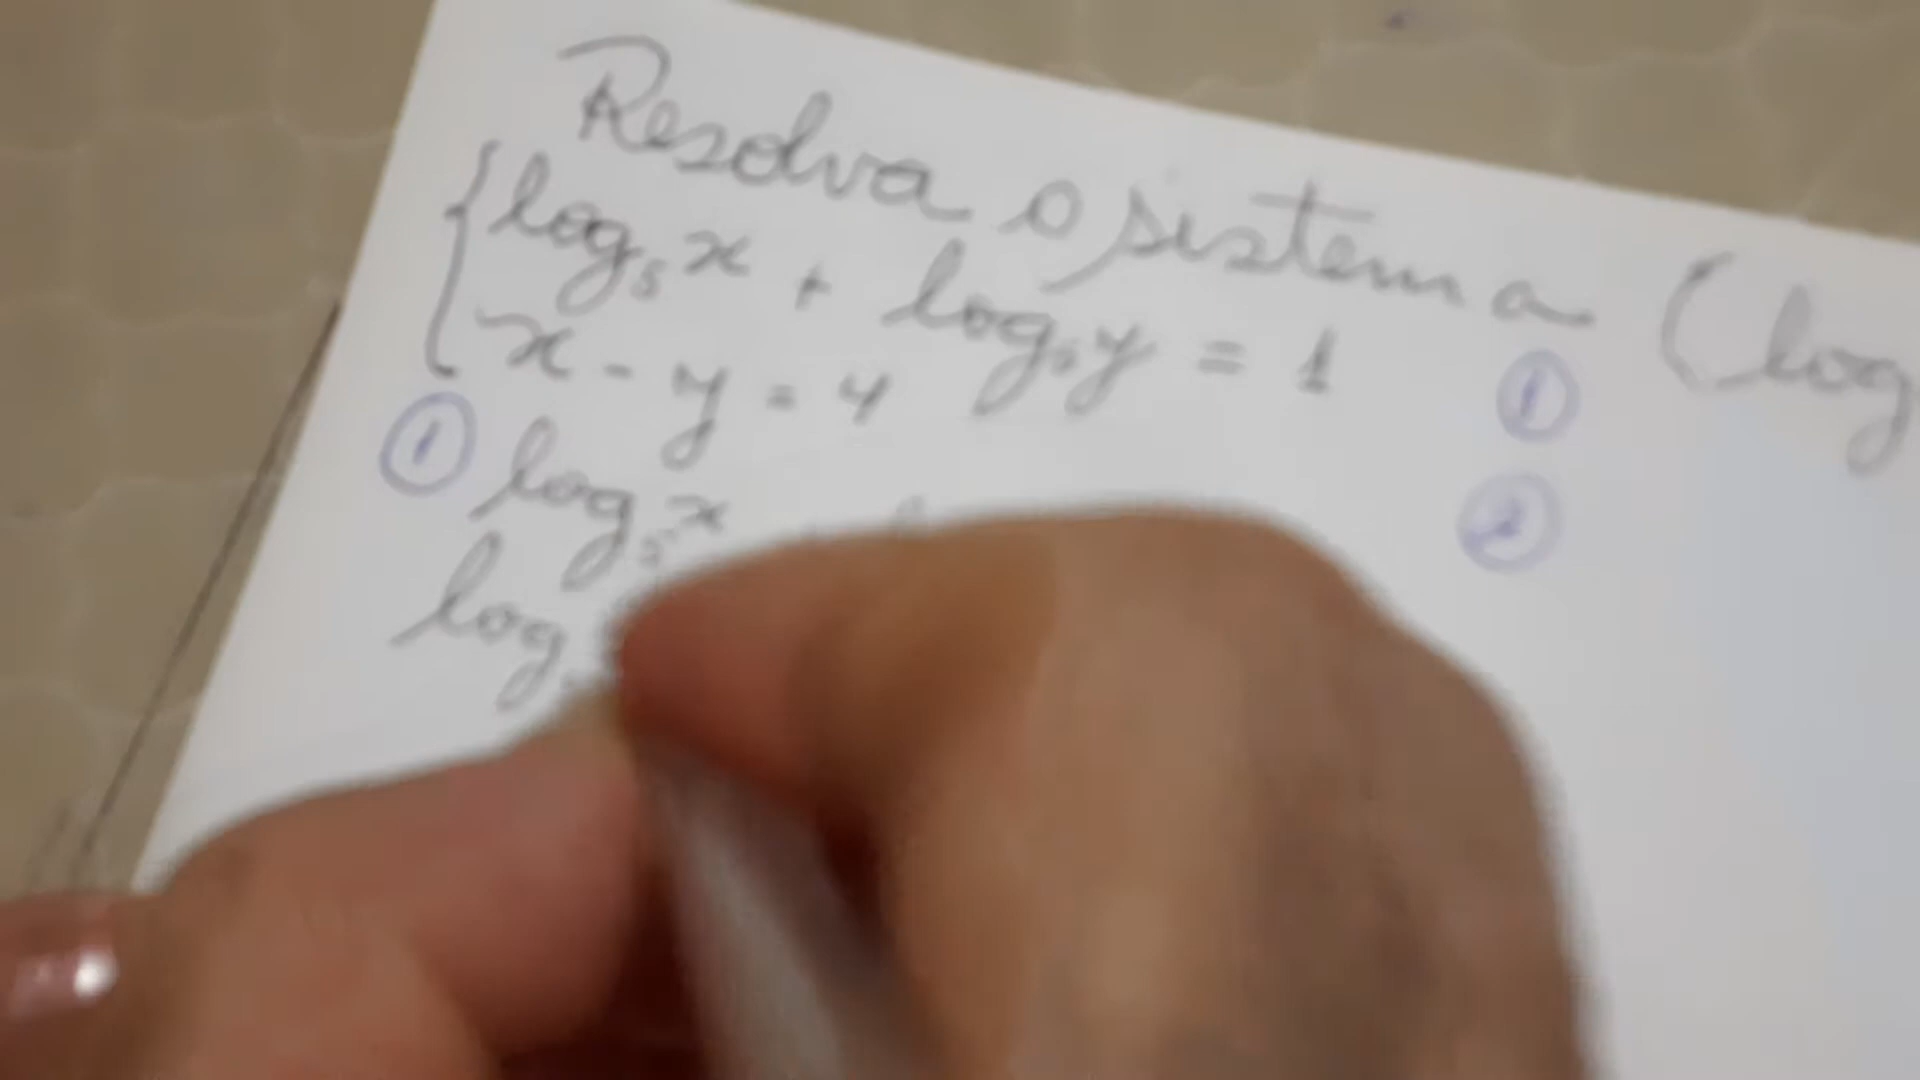 Resolva o sistema (log
{log₅x + log₅y = 1 ①
x - y = 4 ②
① log₅x +
log